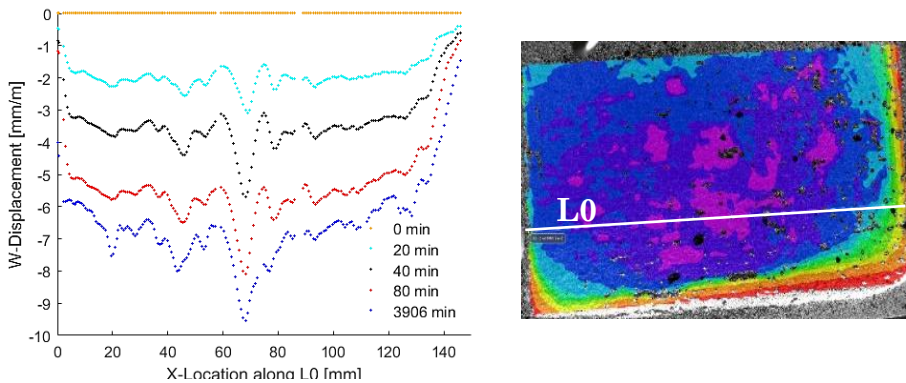 0
-1
-2
-3
-4
-5
-6
-7
-8
-9
-10
W-Displacement [mm/m]
0 min
20 min
40 min
80 min
3906 min
0 20 40 60 80 100 120 140
X-Location along L0 [mm]
L0